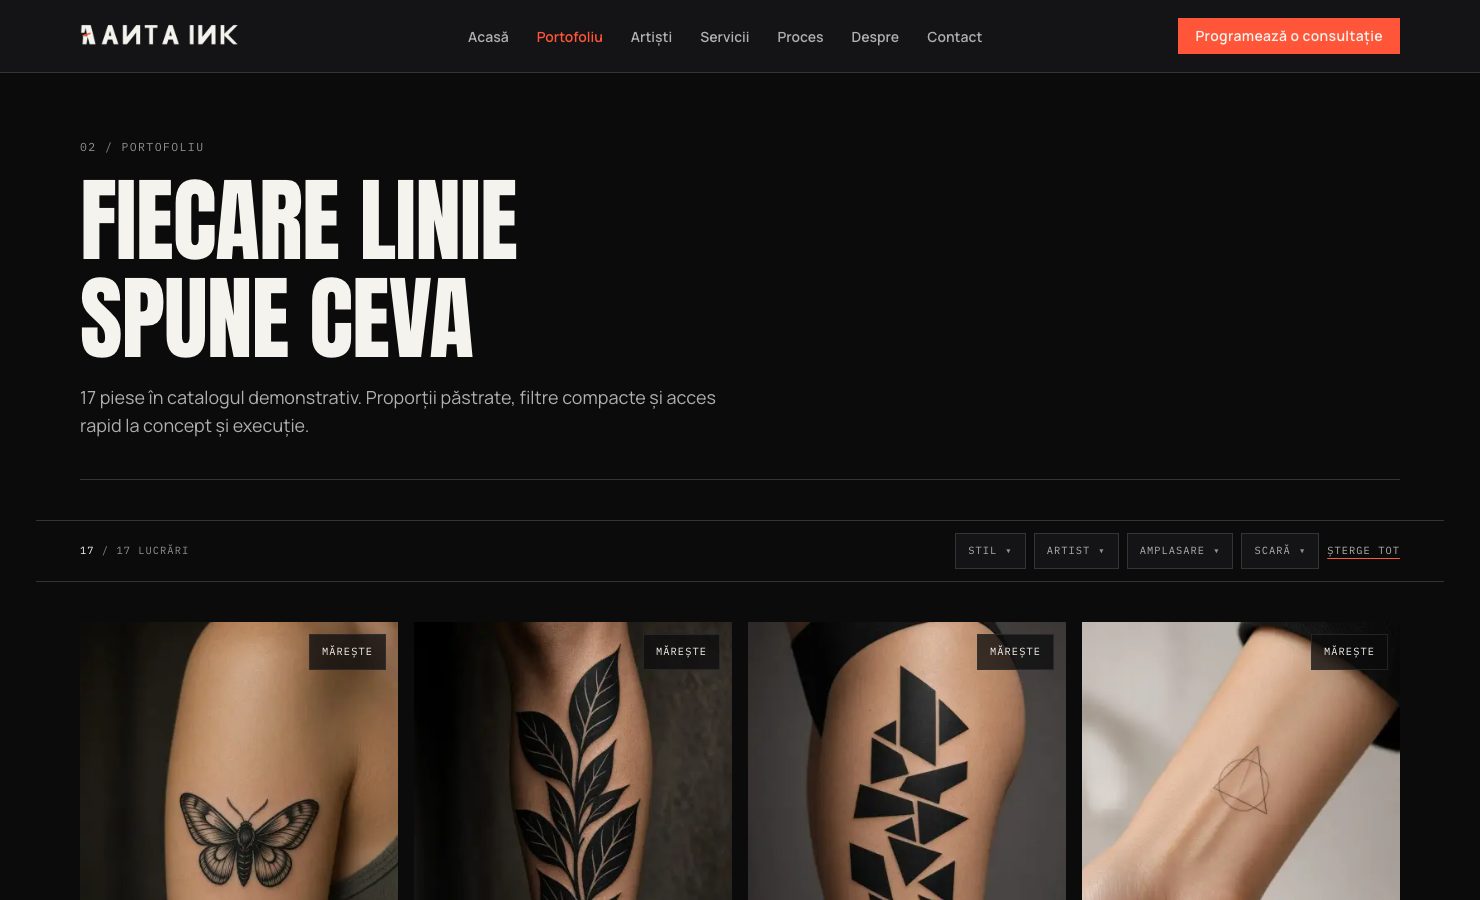 ANTA INK
Acasă Portofoliu Artiști Servicii Proces Despre Contact
Programează o consultație
02 / PORTOFOLIU
FIECARE LINIE
SPUNE CEVA
17 piese în catalogul demonstrativ. Proporții păstrate, filtre compacte și acces
rapid la concept și execuție.
17 / 17 LUCRĂRI
STIL ▾ ARTIST ▾ AMPLASARE ▾ SCARĂ ▾ ȘTERGE TOT
MĂREȘTE MĂREȘTE MĂREȘTE MĂREȘTE